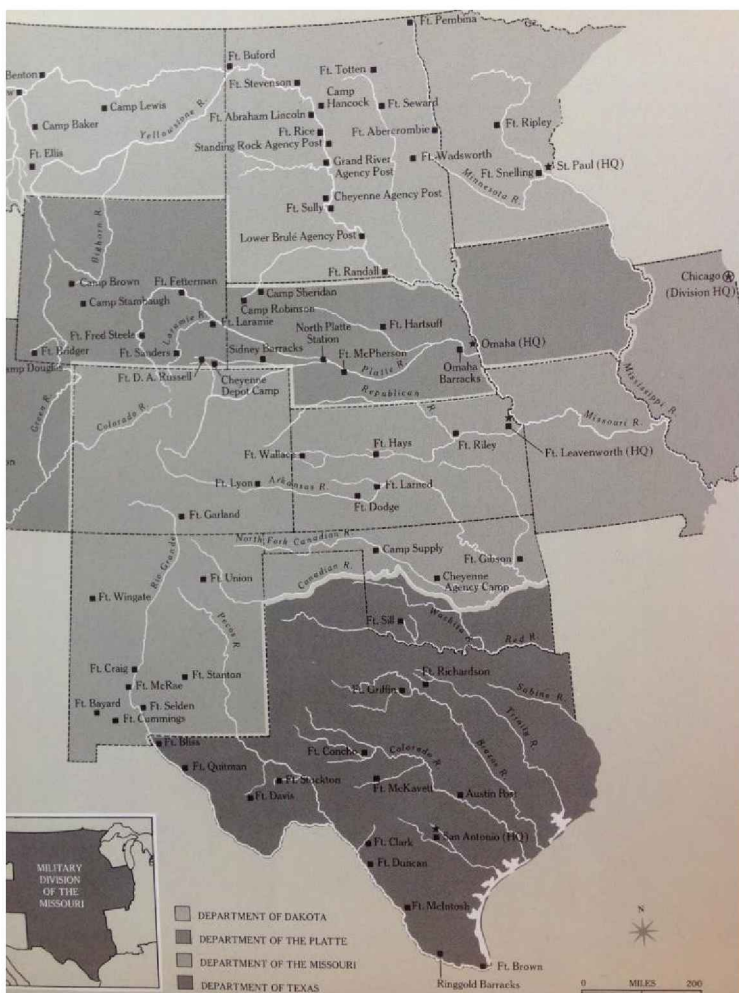 Ft. Pembina
Ft. Buford
Benton
Ft. Stevenson
Ft. Totten
Camp
Hancock
Camp Lewis
Ft. Seward
Yellowstone R.
Ft. Abraham Lincoln
Camp Baker
Ft. Rice
Ft. Abercrombie
Ft. Ripley
Standing Rock Agency Post
Ft. Ellis
Grand River
Agency Post
Ft. Wadsworth
St. Paul (HQ)
Ft. Snelling
Minnesota R.
Cheyenne Agency Post
Ft. Sully
Bighorn R.
Lower Brulé Agency Post
Ft. Randall
Camp Brown
Ft. Fetterman
Camp Sheridan
Chicago
(Division HQ)
Camp Stambaugh
Camp Robinson
Ft. Laramie
Laramie R.
North Platte
Station
Ft. Hartsuff
Ft. Fred Steele
Omaha (HQ)
Ft. Bridger
Ft. Sanders
Sidney Barracks
Ft. McPherson
Platte R.
Omaha
Barracks
amp Douglas
Ft. D. A. Russell
Cheyenne
Depot Camp
Republican
R.
Mississippi R.
Green R.
Colorado R.
Missouri R.
Ft. Hays
Ft. Riley
Ft. Wallace
Ft. Leavenworth (HQ)
Ft. Lyon
Arkansas R.
Ft. Larned
Ft. Dodge
Ft. Garland
North Fork Canadian R.
Camp Supply
Ft. Gibson
Rio Grande
Canadian R.
Ft. Union
Cheyenne
Agency Camp
Ft. Wingate
Pecos R.
Washita R.
Ft. Sill
Red R.
Ft. Craig
Ft. Stanton
Ft. Richardson
Ft. McRae
Ft. Griffin
Sabine R.
Ft. Bayard
Ft. Selden
Ft. Cummings
Trinity R.
Brazos R.
Ft. Bliss
Ft. Concho
Colorado R.
Ft. Quitman
Ft. Stockton
Ft. McKavett
Ft. Davis
Austin Post
San Antonio (HQ)
Ft. Clark
Ft. Duncan
Ft. McIntosh
Ft. Brown
Ringgold Barracks
MILITARY
DIVISION
OF THE
MISSOURI
DEPARTMENT OF DAKOTA
DEPARTMENT OF THE PLATTE
DEPARTMENT OF THE MISSOURI
DEPARTMENT OF TEXAS
N
0 MILES 200